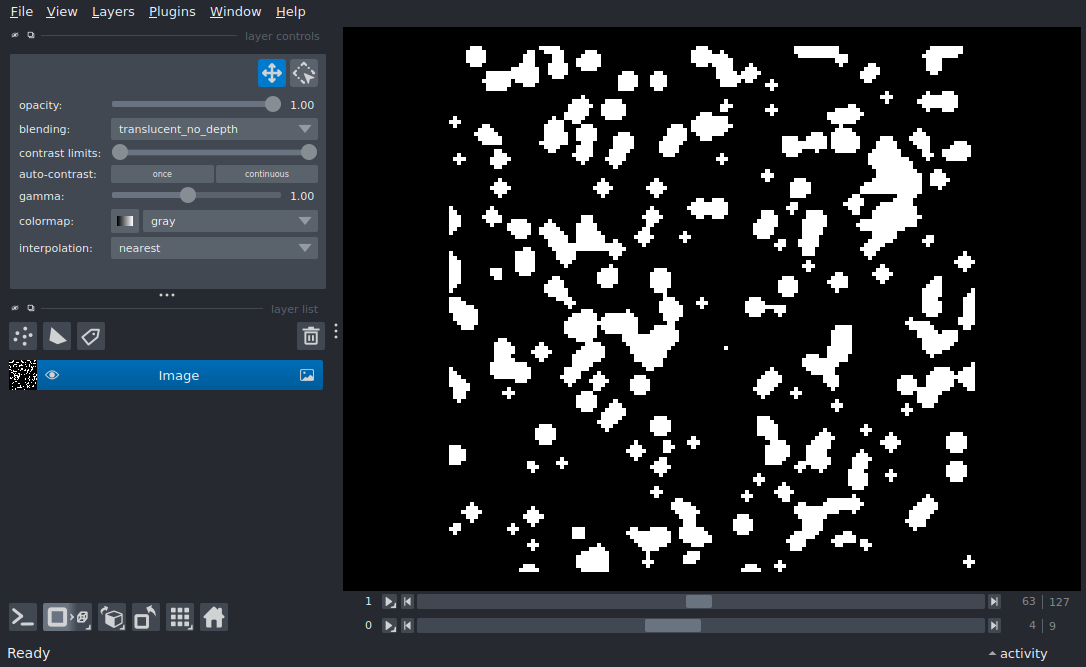 File View Layers Plugins Window Help
layer controls
opacity: 1.00
blending: translucent_no_depth
contrast limits:
auto-contrast: once continuous
gamma: 1.00
colormap: gray
interpolation: nearest
layer list
Image
1 63 127
0 4 9
Ready activity